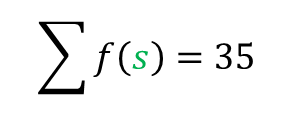 ∑ f(s) = 35